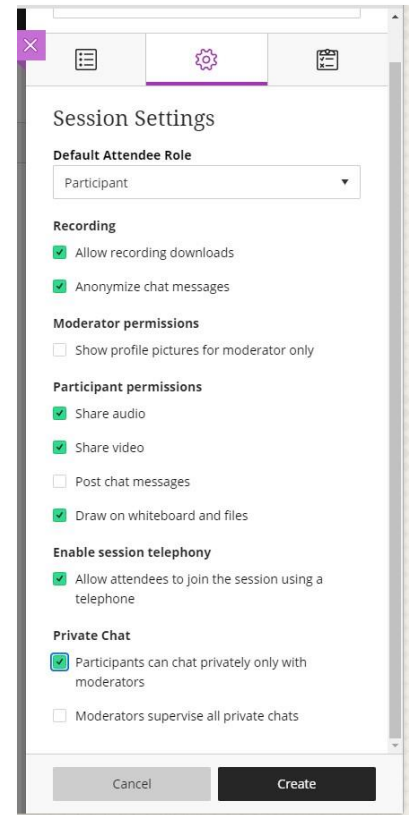 Session Settings
Default Attendee Role
Participant
Recording
Allow recording downloads
Anonymize chat messages
Moderator permissions
Show profile pictures for moderator only
Participant permissions
Share audio
Share video
Post chat messages
Draw on whiteboard and files
Enable session telephony
Allow attendees to join the session using a
telephone
Private Chat
Participants can chat privately only with
moderators
Moderators supervise all private chats
Cancel
Create